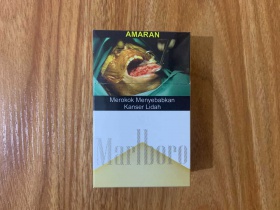 AMARAN
Merokok Menyebabkan
Kanser Lidah
Marlboro